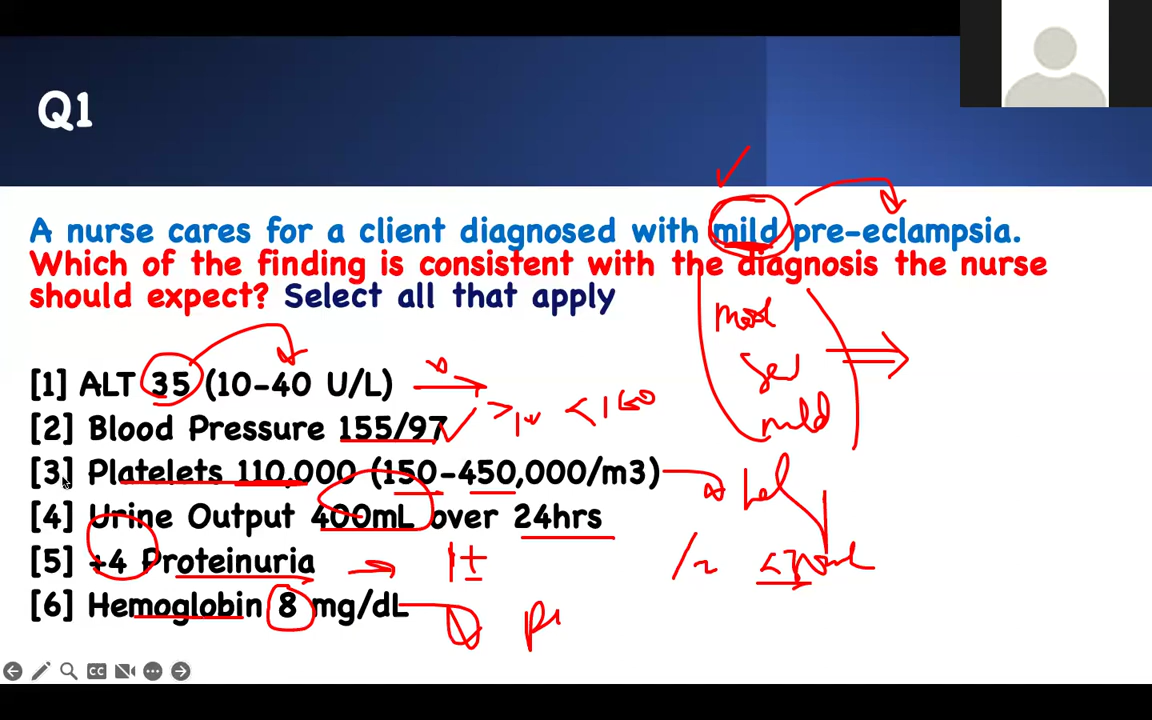 Q1
A nurse cares for a client diagnosed with mild pre-eclampsia.
Which of the finding is consistent with the diagnosis the nurse
should expect? Select all that apply
mod
[1] ALT 35 (10-40 U/L)
sev
> <160
mild
[2] Blood Pressure 155/97
[3] Platelets 110,000 (150-450,000/m3)
[4] Urine Output 400mL over 24hrs
[5] +4 Proteinuria
1+
[6] Hemoglobin 8 mg/dL
CC